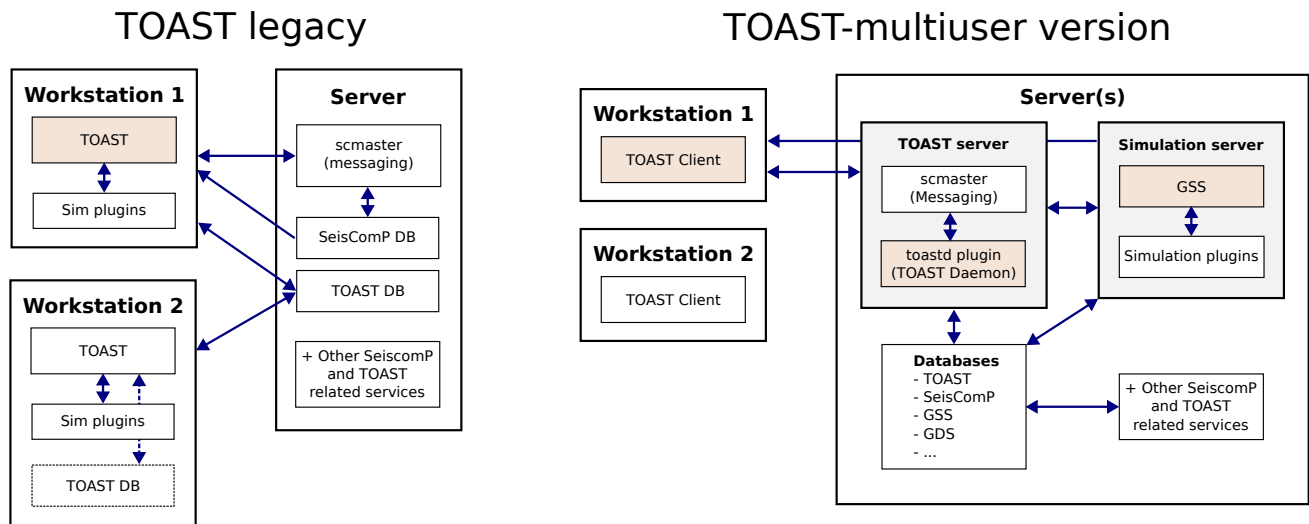 TOAST legacy
Workstation 1
TOAST
Sim plugins
Workstation 2
TOAST
Sim plugins
TOAST DB
Server
scmaster
(messaging)
SeisComP DB
TOAST DB
+ Other SeiscomP
and TOAST
related services
TOAST-multiuser version
Workstation 1
TOAST Client
Workstation 2
TOAST Client
Server(s)
TOAST server
scmaster
(Messaging)
toastd plugin
(TOAST Daemon)
Simulation server
GSS
Simulation plugins
Databases
- TOAST
- SeisComP
- GSS
- GDS
- ...
+ Other SeiscomP
and TOAST
related services